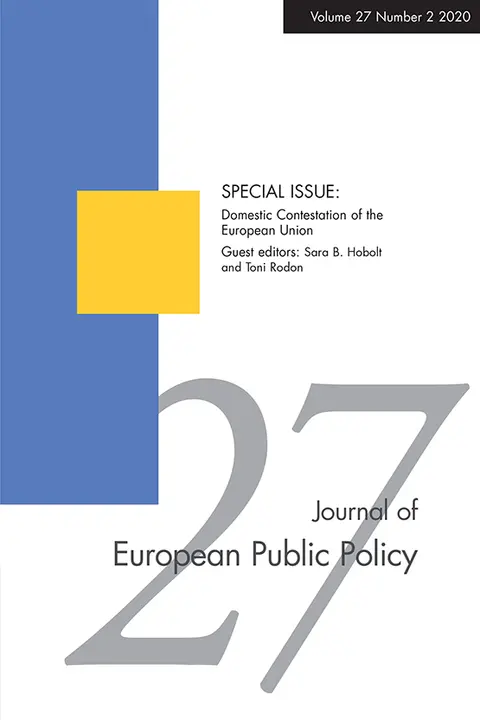 Volume 27 Number 2 2020
SPECIAL ISSUE:
Domestic Contestation of the
European Union
Guest editors: Sara B. Hobolt
and Toni Rodon
27
Journal of
European Public Policy